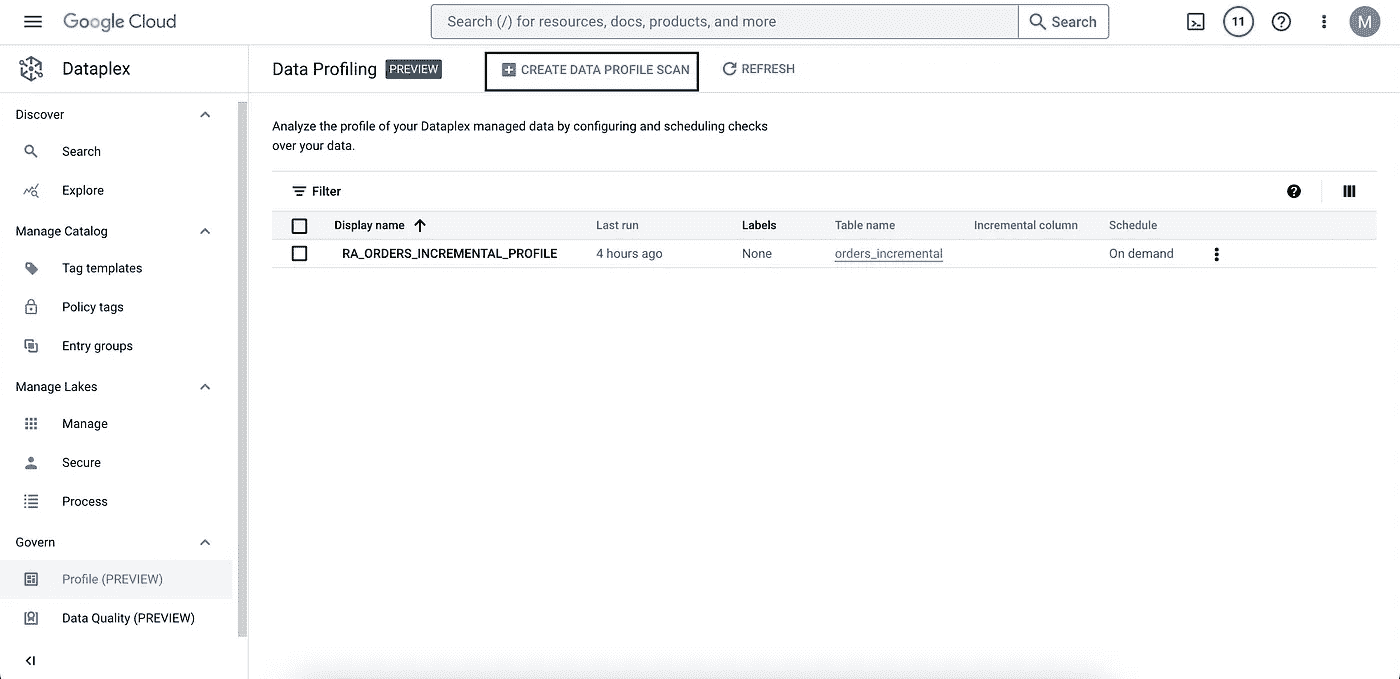 Google Cloud
Search (/) for resources, docs, products, and more
Search
11
M
Dataplex
Data Profiling PREVIEW
CREATE DATA PROFILE SCAN
REFRESH
Discover
Search
Explore
Manage Catalog
Tag templates
Policy tags
Entry groups
Manage Lakes
Manage
Secure
Process
Govern
Profile (PREVIEW)
Data Quality (PREVIEW)
Analyze the profile of your Dataplex managed data by configuring and scheduling checks
over your data.
Filter
Display name Last run Labels Table name Incremental column Schedule
RA_ORDERS_INCREMENTAL_PROFILE 4 hours ago None orders_incremental On demand